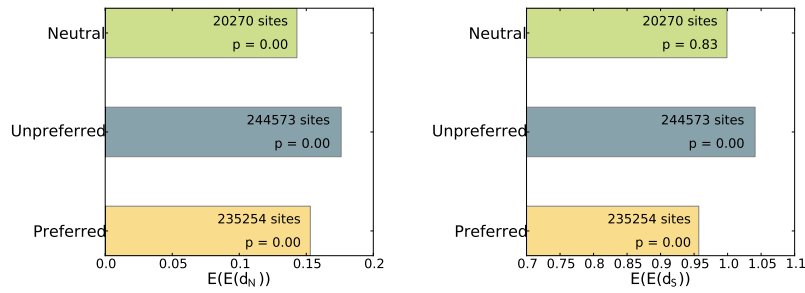 Neutral
20270 sites
p = 0.00
Unpreferred
244573 sites
p = 0.00
Preferred
235254 sites
p = 0.00
0.0 0.05 0.1 0.15 0.2
E(E(d_N))
Neutral
20270 sites
p = 0.83
Unpreferred
244573 sites
p = 0.00
Preferred
235254 sites
p = 0.00
0.7 0.75 0.8 0.85 0.9 0.95 1.0 1.05 1.1
E(E(d_S))